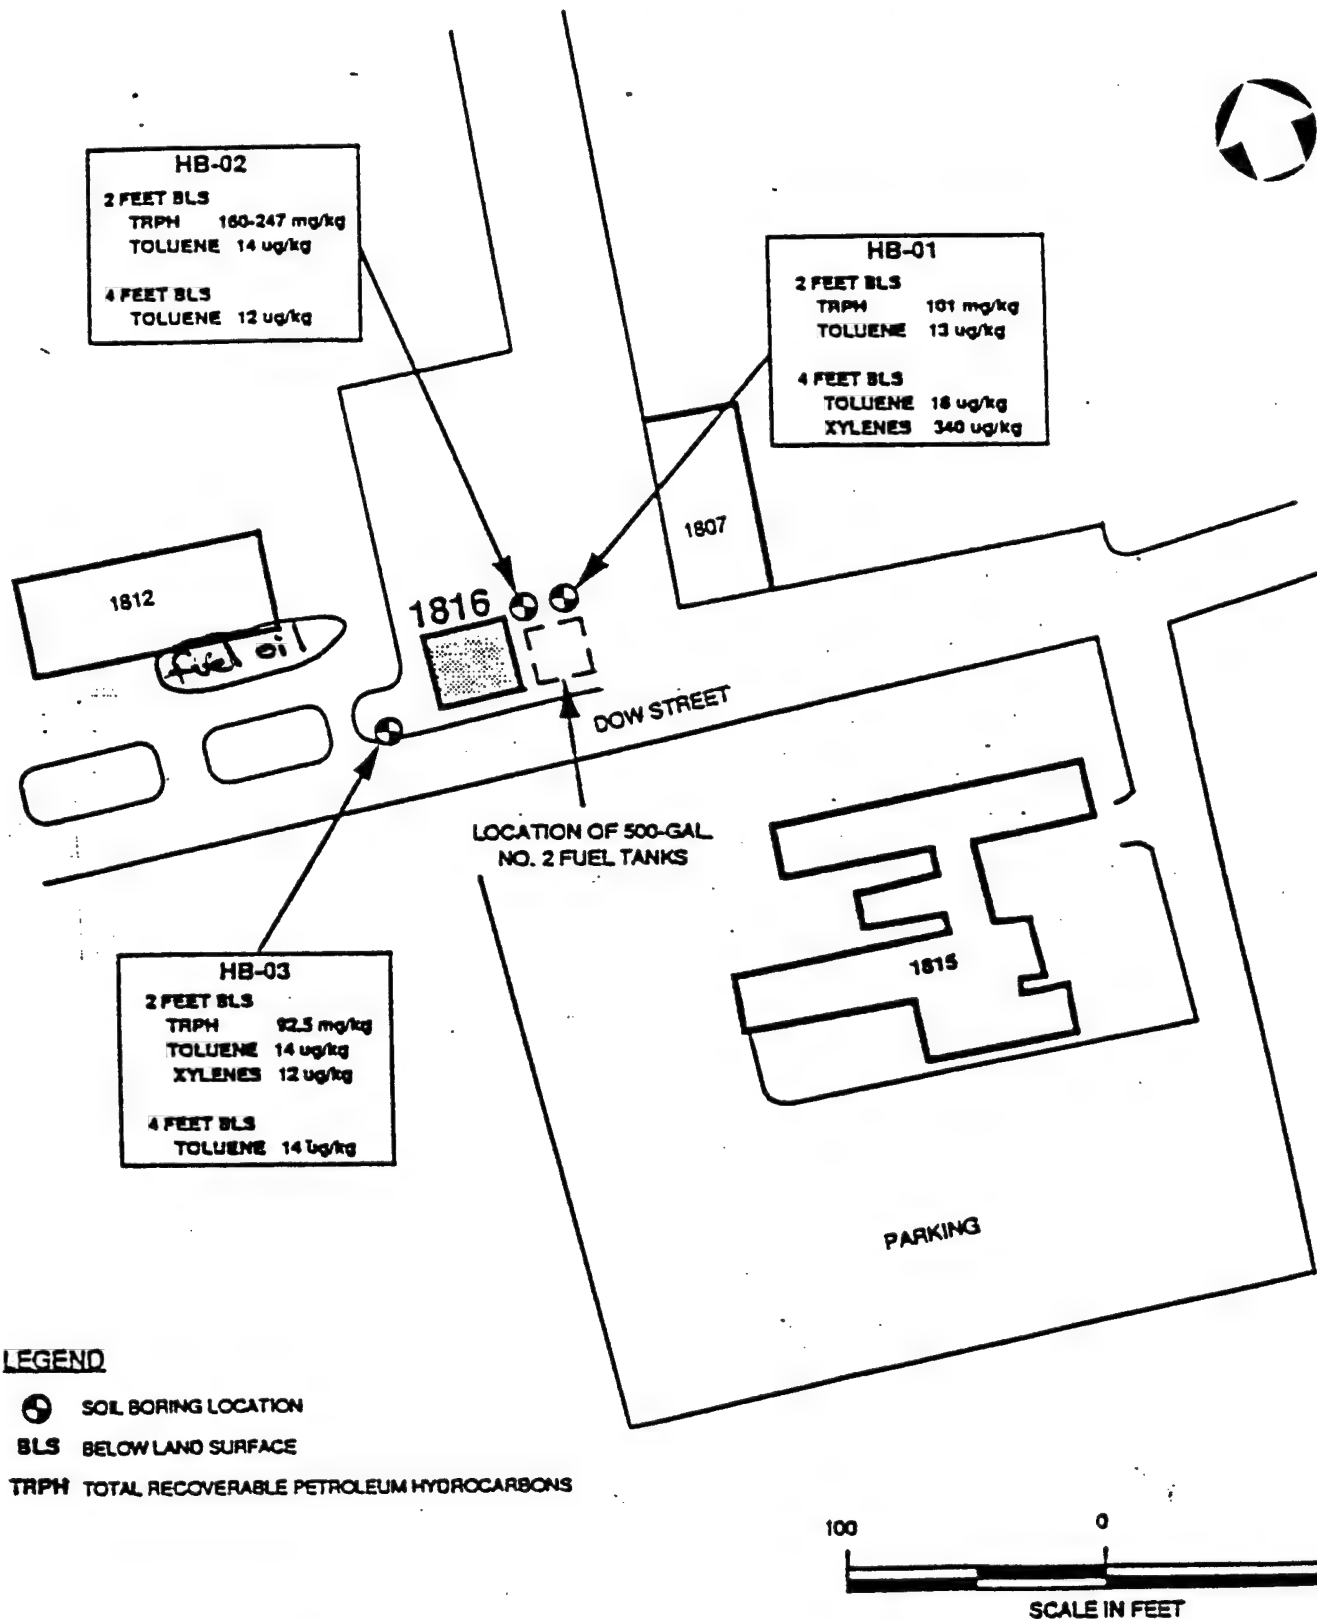 HB-02
2 FEET BLS
TRPH 160-247 mg/kg
TOLUENE 14 ug/kg
4 FEET BLS
TOLUENE 12 ug/kg
HB-01
2 FEET BLS
TRPH 101 mg/kg
TOLUENE 13 ug/kg
4 FEET BLS
TOLUENE 18 ug/kg
XYLENES 340 ug/kg
1807
1812
fuel oil
1816
DOW STREET
LOCATION OF 500-GAL
NO. 2 FUEL TANKS
1815
HB-03
2 FEET BLS
TRPH 92.5 mg/kg
TOLUENE 14 ug/kg
XYLENES 12 ug/kg
4 FEET BLS
TOLUENE 14 ug/kg
PARKING
LEGEND
SOIL BORING LOCATION
BLS BELOW LAND SURFACE
TRPH TOTAL RECOVERABLE PETROLEUM HYDROCARBONS
100 0
SCALE IN FEET